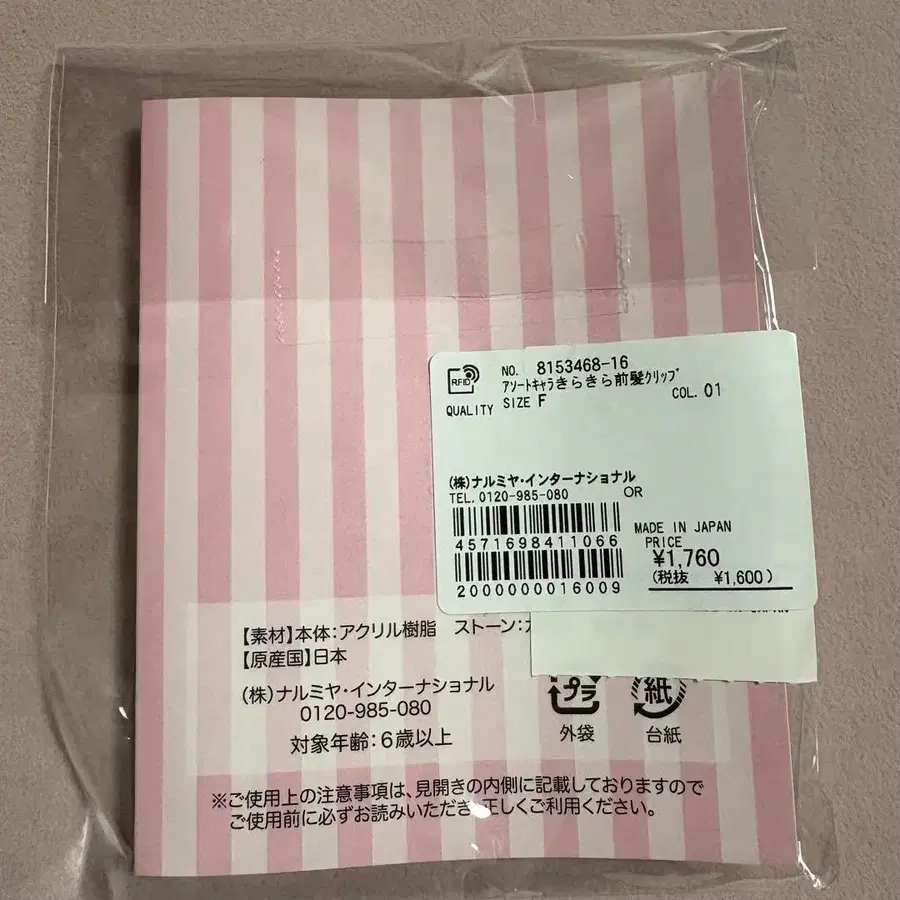 RFID
NO. 8153468-16
アソートキャラきらきら前髪クリップ
QUALITY SIZE F COL. 01
(株)ナルミヤ・インターナショナル
TEL. 0120-985-080 OR
4571698411066
MADE IN JAPAN
PRICE
¥1,760
(税抜 ¥1,600)
2000000016009
JAPAN
【素材】本体:アクリル樹脂 ストーン:
【原産国】日本
(株)ナルミヤ・インターナショナル
0120-985-080
対象年齢:6歳以上
プラ
外袋
紙
台紙
※ご使用上の注意事項は、見開きの内側に記載しておりますので
ご使用前に必ずお読みいただき、正しくご利用ください。